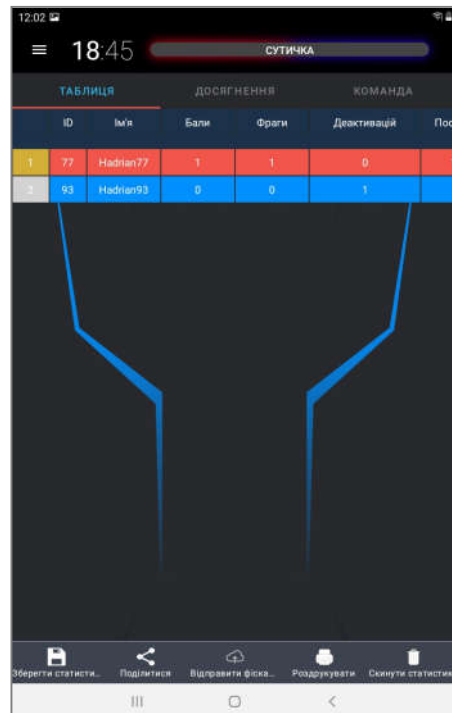 12:02
18:45 СУТИЧКА
ТАБЛИЦЯ ДОСЯГНЕННЯ КОМАНДА
ID Ім'я Бали Фраги Деактивацій Пос
1 77 Hadrian77 1 1 0
2 93 Hadrian93 0 0 1
Зберегти статисти... Поділитися Відправити фіска... Роздрукувати Скинути статистик